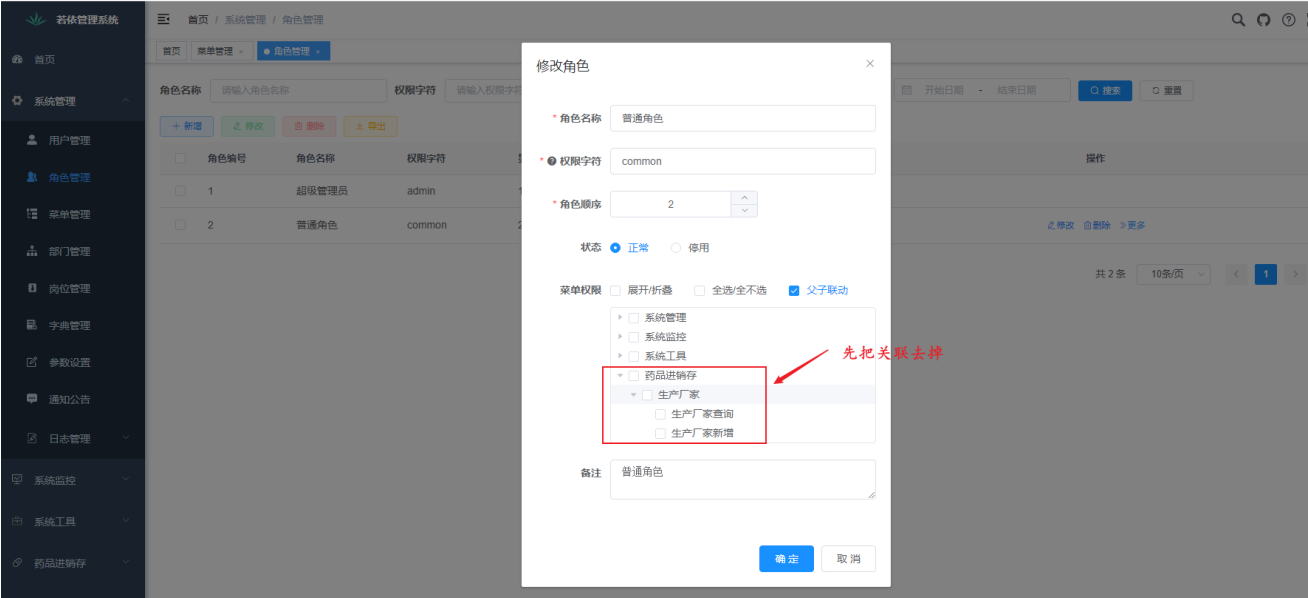 若依管理系统
首页 / 系统管理 / 角色管理
首页
菜单管理 ×
角色管理 ×
首页
系统管理
用户管理
角色管理
菜单管理
部门管理
岗位管理
字典管理
参数设置
通知公告
日志管理
系统监控
系统工具
药品进销存
角色名称 请输入角色名称 权限字符 请输入权限字符
开始日期 - 结束日期 搜索 重置
新增 修改 删除 导出
角色编号 角色名称 权限字符 操作
1 超级管理员 admin
2 普通角色 common 2 修改 删除 更多
共 2 条 10条/页 1
修改角色
* 角色名称 普通角色
* 权限字符 common
* 角色顺序 2
状态 正常 停用
菜单权限 展开/折叠 全选/全不选 父子联动
系统管理
系统监控
系统工具
药品进销存
生产厂家
生产厂家查询
生产厂家新增
先把关联去掉
备注 普通角色
确 定 取 消